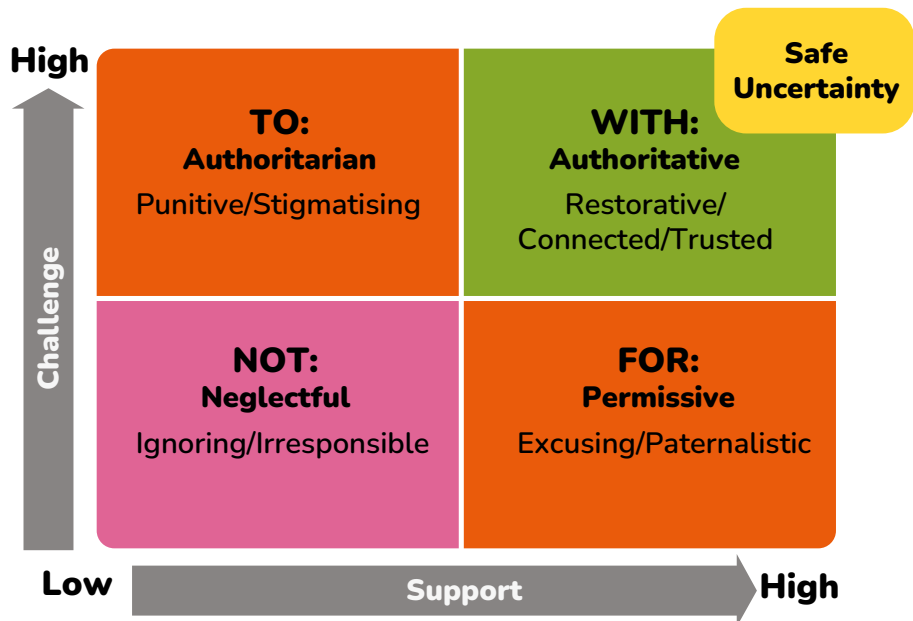 High
Safe
Uncertainty
TO:
Authoritarian
Punitive/Stigmatising
WITH:
Authoritative
Restorative/
Connected/Trusted
Challenge
NOT:
Neglectful
Ignoring/Irresponsible
FOR:
Permissive
Excusing/Paternalistic
Low
Support
High